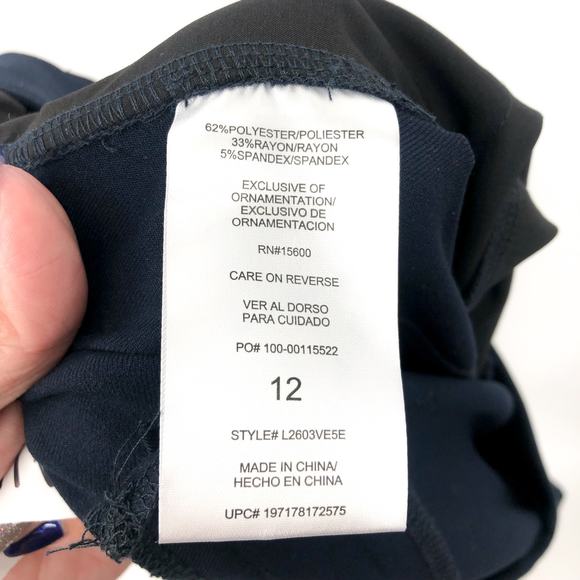 62%POLYESTER/POLIESTER
33%RAYON/RAYON
5%SPANDEX/SPANDEX
EXCLUSIVE OF
ORNAMENTATION/
EXCLUSIVO DE
ORNAMENTACION
RN#15600
CARE ON REVERSE
VER AL DORSO
PARA CUIDADO
PO# 100-00115522
12
STYLE# L2603VE5E
MADE IN CHINA/
HECHO EN CHINA
UPC# 197178172575